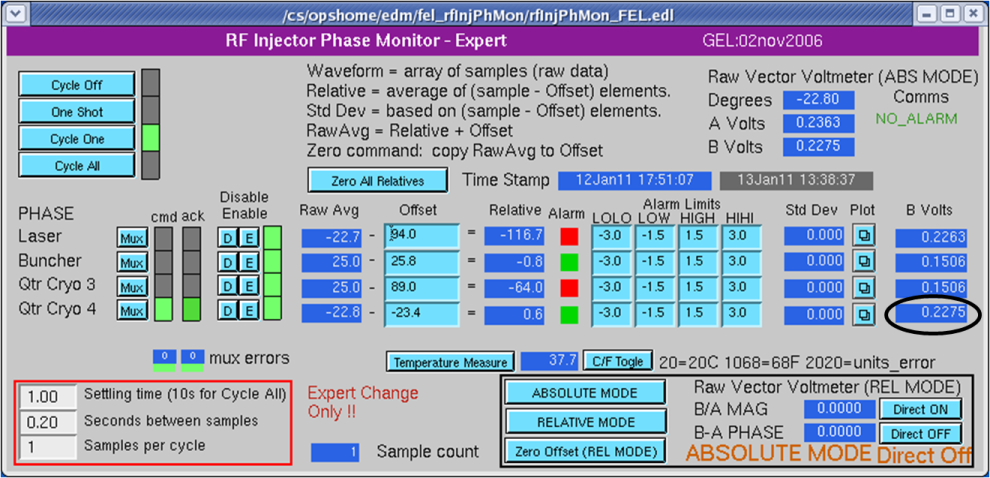 /cs/opshome/edm/fel_rfInjPhMon/rfInjPhMon_FEL.edl
RF Injector Phase Monitor - Expert
GEL:02nov2006
Cycle Off
One Shot
Cycle One
Cycle All
Waveform = array of samples (raw data)
Relative = average of (sample - Offset) elements.
Std Dev = based on (sample - Offset) elements.
RawAvg = Relative + Offset
Zero command: copy RawAvg to Offset
Raw Vector Voltmeter (ABS MODE)
Degrees -22.80 Comms
A Volts 0.2363 NO_ALARM
B Volts 0.2275
Zero All Relatives Time Stamp 12Jan11 17:51:07 13Jan11 13:38:37
PHASE cmd ack Disable Enable Raw Avg Offset Relative Alarm Alarm Limits LOLO LOW HIGH HIHI Std Dev Plot B Volts
Laser Mux D E -22.7 - 94.0 = -116.7 -3.0 -1.5 1.5 3.0 0.000 0.2263
Buncher Mux D E 25.0 - 25.8 = -0.8 -3.0 -1.5 1.5 3.0 0.000 0.1506
Qtr Cryo 3 Mux D E 25.0 - 89.0 = -64.0 -3.0 -1.5 1.5 3.0 0.000 0.1506
Qtr Cryo 4 Mux D E -22.8 - -23.4 = 0.6 -3.0 -1.5 1.5 3.0 0.000 0.2275
0 0 mux errors
Temperature Measure 37.7 C/F Togle 20=20C 1068=68F 2020=units_error
1.00 Settling time (10s for Cycle All)
0.20 Seconds between samples
1 Samples per cycle
Expert Change
Only !!
1 Sample count
ABSOLUTE MODE
RELATIVE MODE
Zero Offset (REL MODE)
Raw Vector Voltmeter (REL MODE)
B/A MAG 0.0000 Direct ON
B-A PHASE 0.0000 Direct OFF
ABSOLUTE MODE Direct Off